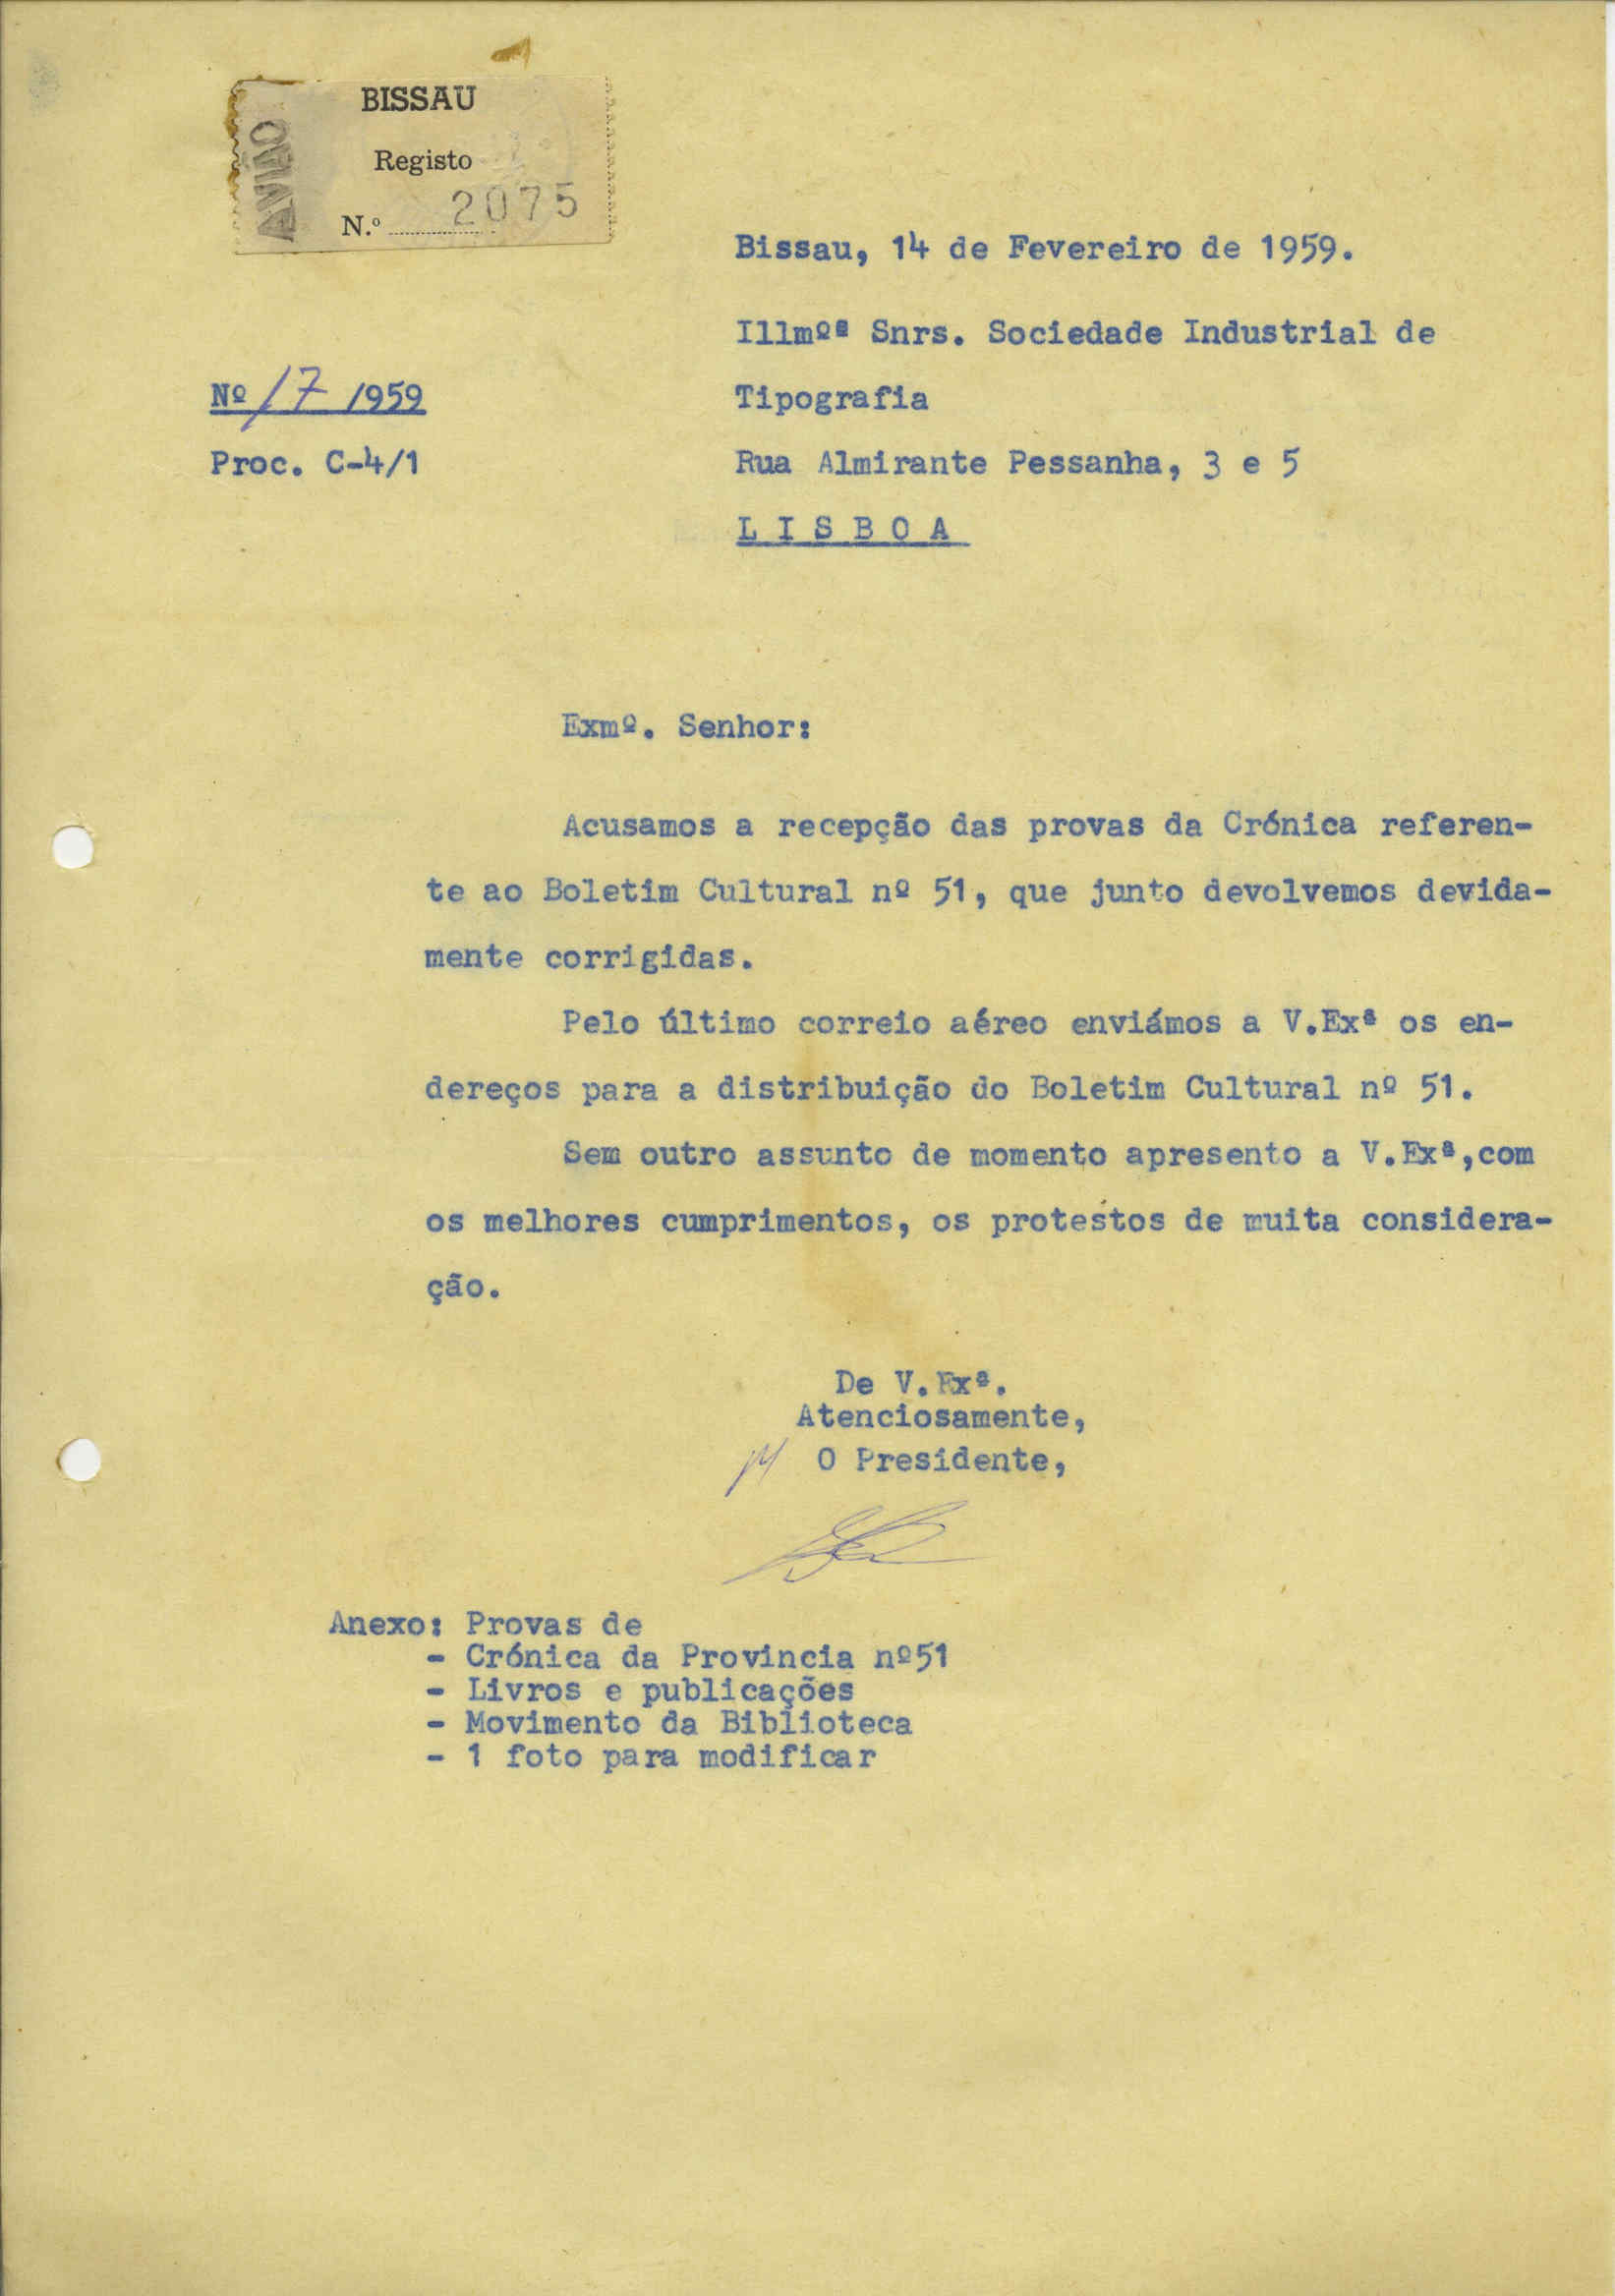 BISSAU
AVIÃO
Registo
N.º 2075
Bissau, 14 de Fevereiro de 1959.
Illmºª Snrs. Sociedade Industrial de
Nº 17 /1959
Tipografia
Proc. C-4/1
Rua Almirante Pessanha, 3 e 5
L I S B O A
Exmº. Senhor:
Acusamos a recepção das provas da Crónica referen-
te ao Boletim Cultural nº 51, que junto devolvemos devida-
mente corrigidas.
Pelo último correio aéreo enviámos a V.Exª os en-
dereços para a distribuição do Boletim Cultural nº 51.
Sem outro assunto de momento apresento a V.Exª,com
os melhores cumprimentos, os protestos de muita considera-
ção.
De V.Exª.
Atenciosamente,
O Presidente,
Anexo: Provas de
- Crónica da Provincia nº51
- Livros e publicações
- Movimento da Biblioteca
- 1 foto para modificar